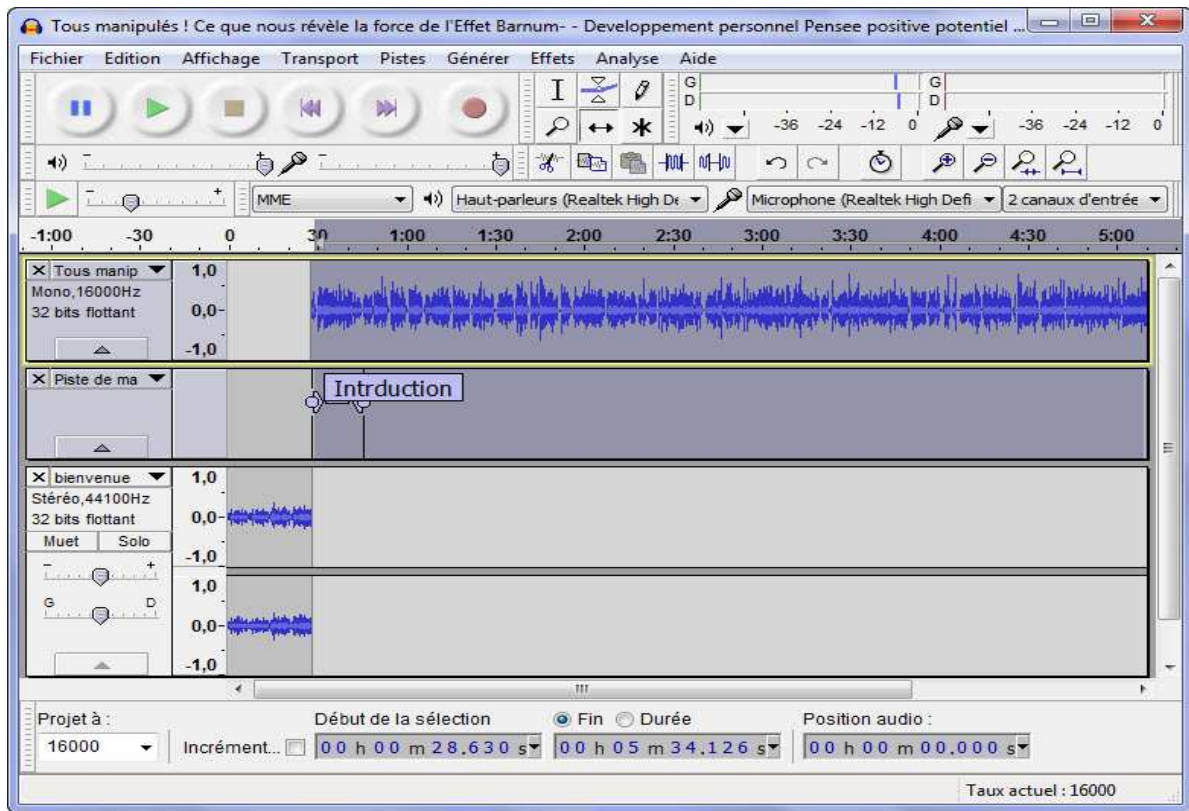 Tous manipulés ! Ce que nous révèle la force de l'Effet Barnum- - Developpement personnel Pensee positive potentiel ...
Fichier Edition Affichage Transport Pistes Générer Effets Analyse Aide
G
D
-36 -24 -12 0
G
D
-36 -24 -12 0
- +
MME
Haut-parleurs (Realtek High De
Microphone (Realtek High Defi
2 canaux d'entrée
-1:00 -30 0 30 1:00 1:30 2:00 2:30 3:00 3:30 4:00 4:30 5:00
Tous manip
Mono,16000Hz
32 bits flottant
1,0
0,0-
-1,0
Piste de ma
Intrduction
bienvenue
Stéréo,44100Hz
32 bits flottant
Muet Solo
- +
G D
1,0
0,0-
-1,0
1,0
0,0-
-1,0
Projet à :
16000
Incrément...
Début de la sélection
00 h 00 m 28.630 s
Fin Durée
00 h 05 m 34.126 s
Position audio :
00 h 00 m 00.000 s
Taux actuel : 16000